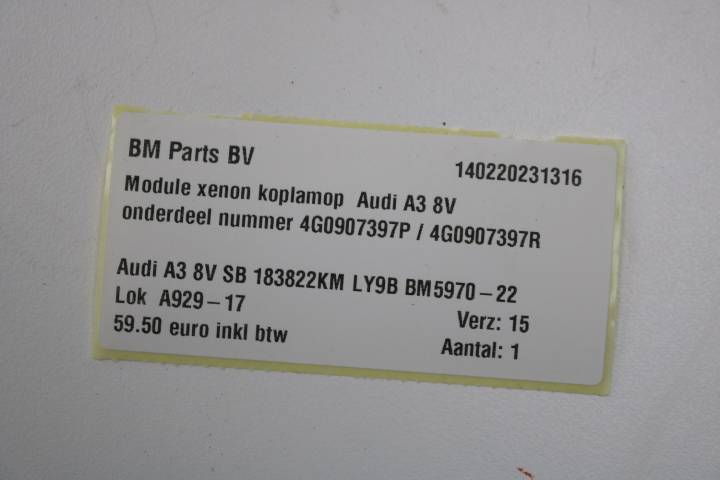 BM Parts BV 140220231316
Module xenon koplamop Audi A3 8V
onderdeel nummer 4G0907397P / 4G0907397R
Audi A3 8V SB 183822KM LY9B BM5970-22
Lok A929-17 Verz: 15
59.50 euro inkl btw Aantal: 1